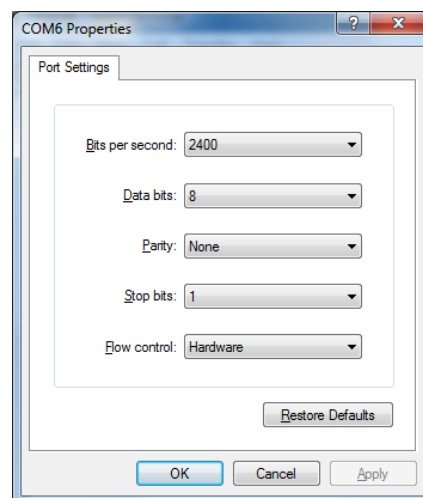 COM6 Properties
?
Port Settings
Bits per second: 2400
Data bits: 8
Parity: None
Stop bits: 1
Flow control: Hardware
Restore Defaults
OK Cancel Apply